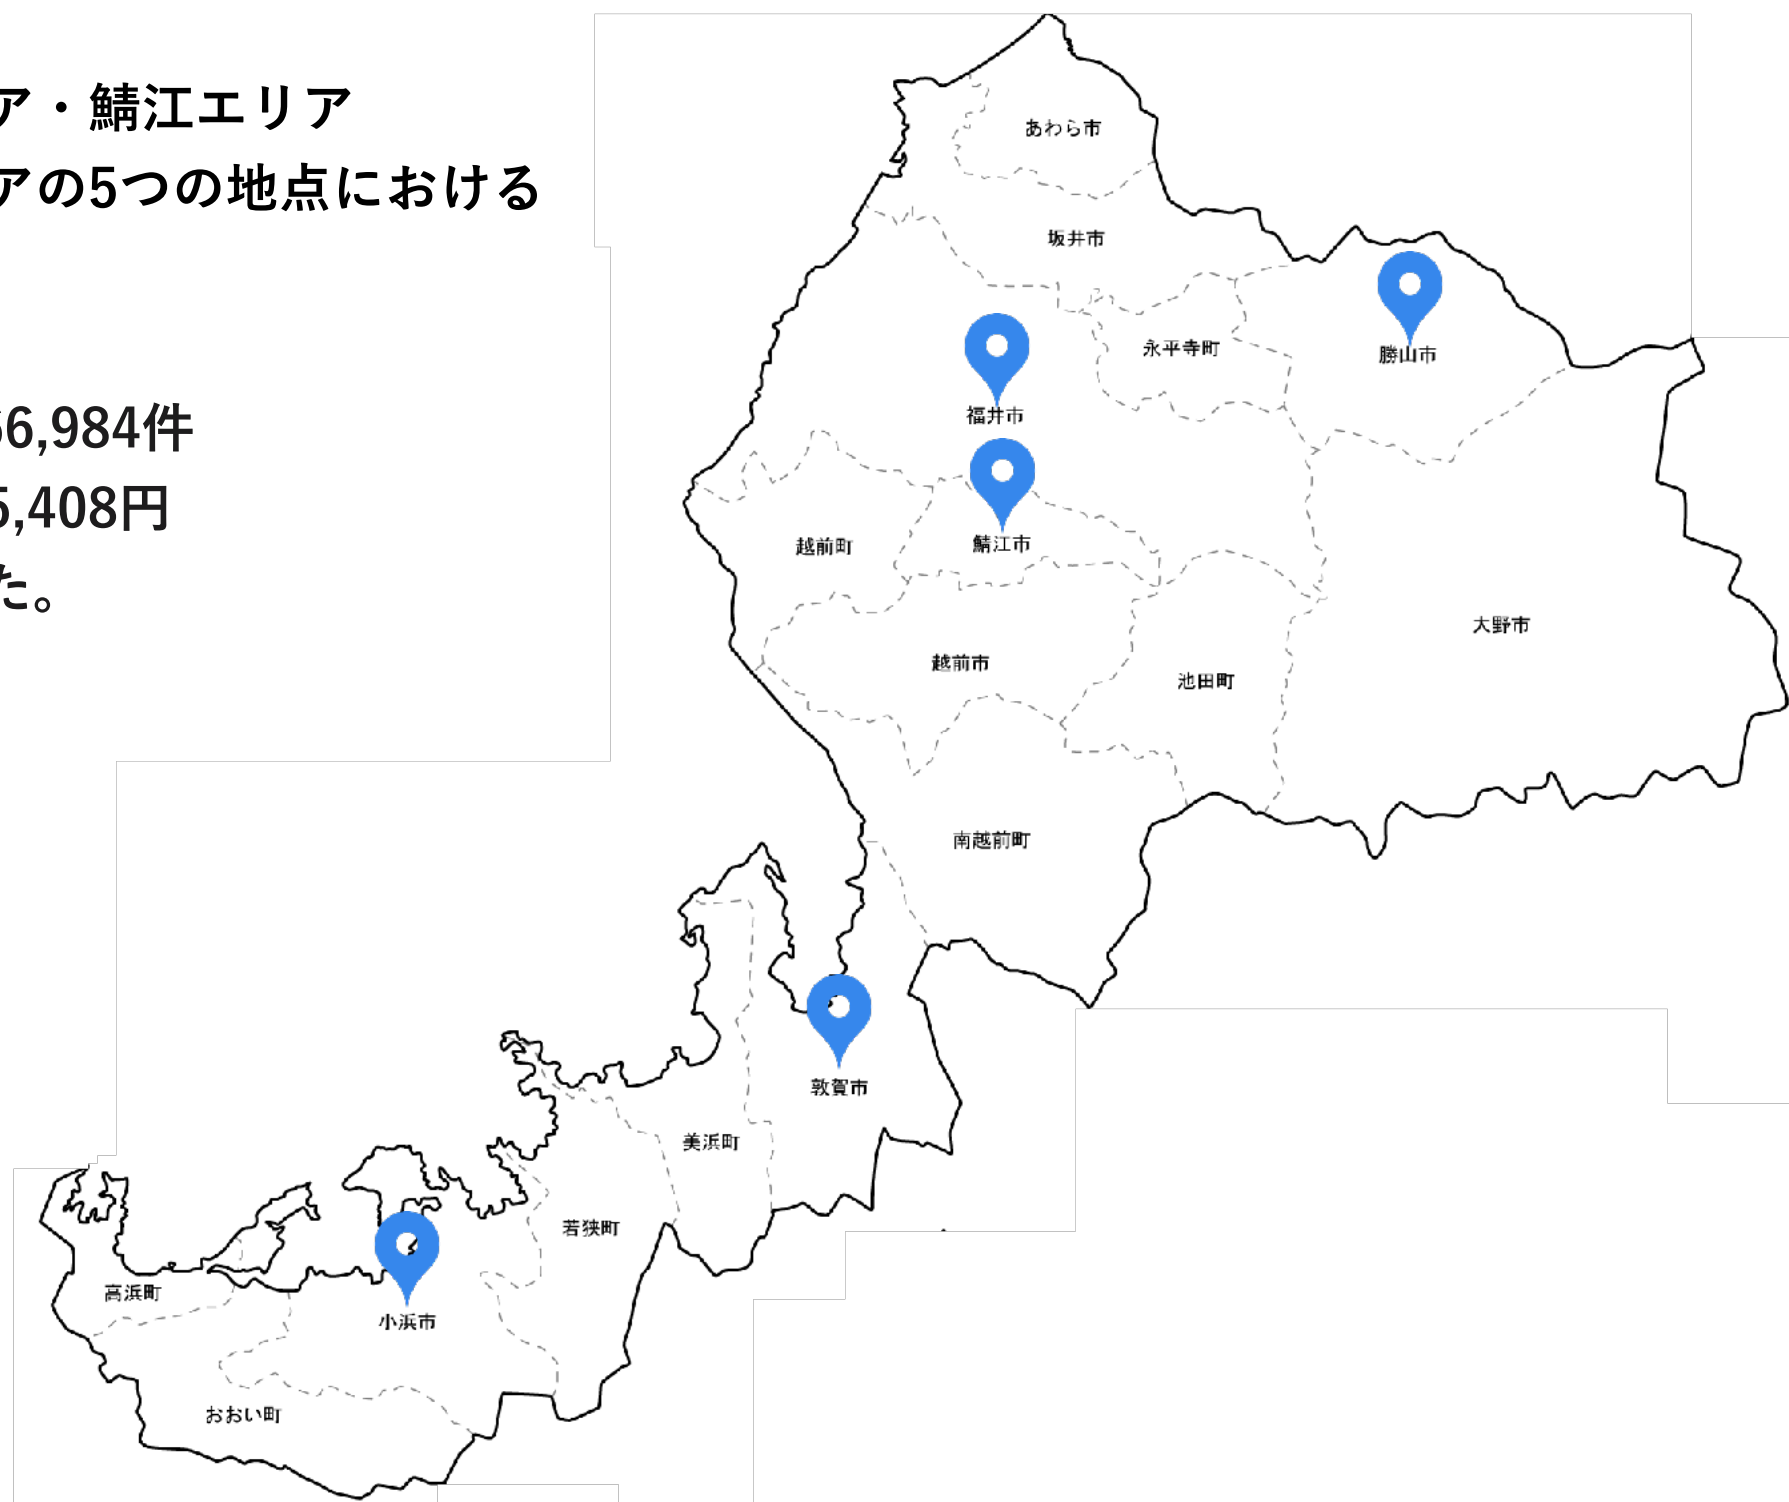 ア・鯖江エリア
アの5つの地点における
6,984件
5,408円
た。
あわら市
坂井市
永平寺町
勝山市
福井市
越前町
鯖江市
大野市
越前市
池田町
南越前町
敦賀市
美浜町
若狭町
高浜町
小浜市
おおい町